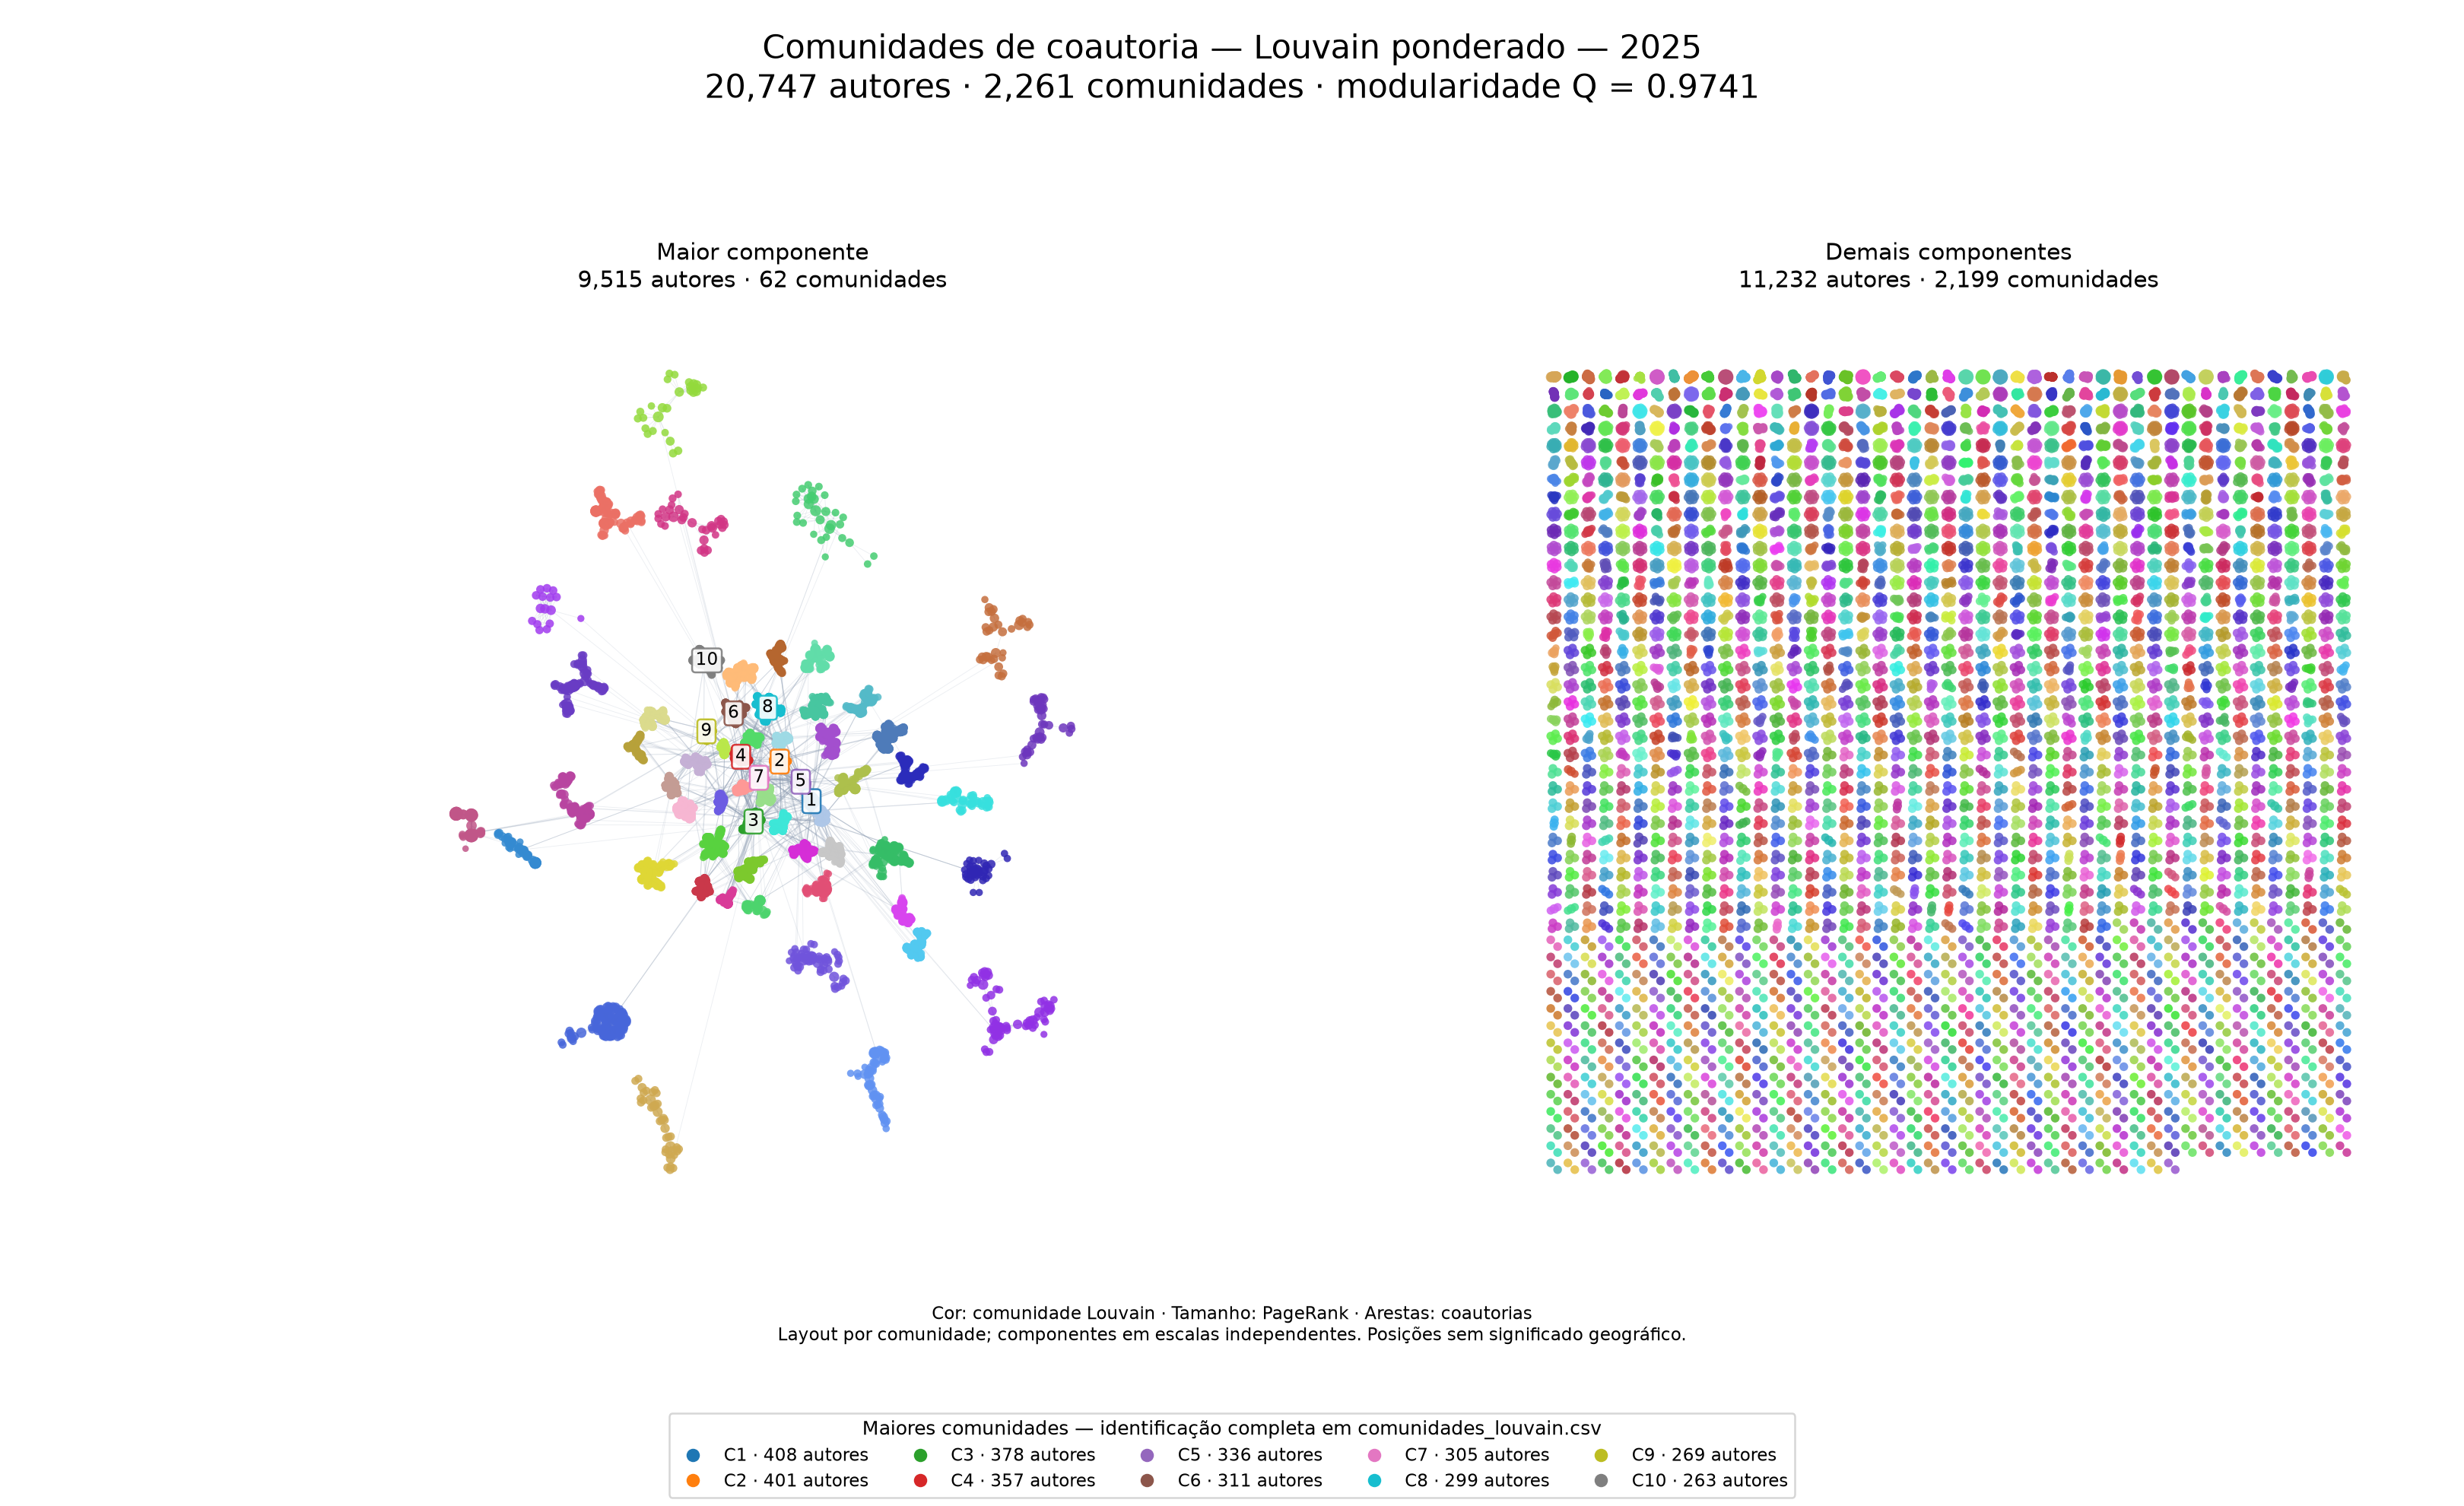 Comunidades de coautoria — Louvain ponderado — 2025
20,747 autores · 2,261 comunidades · modularidade Q = 0.9741
Maior componente
9,515 autores · 62 comunidades
Demais componentes
11,232 autores · 2,199 comunidades
10
6
8
9
4
2
7
5
1
3
Cor: comunidade Louvain · Tamanho: PageRank · Arestas: coautorias
Layout por comunidade; componentes em escalas independentes. Posições sem significado geográfico.
Maiores comunidades — identificação completa em comunidades_louvain.csv
C1 · 408 autores C3 · 378 autores C5 · 336 autores C7 · 305 autores C9 · 269 autores
C2 · 401 autores C4 · 357 autores C6 · 311 autores C8 · 299 autores C10 · 263 autores